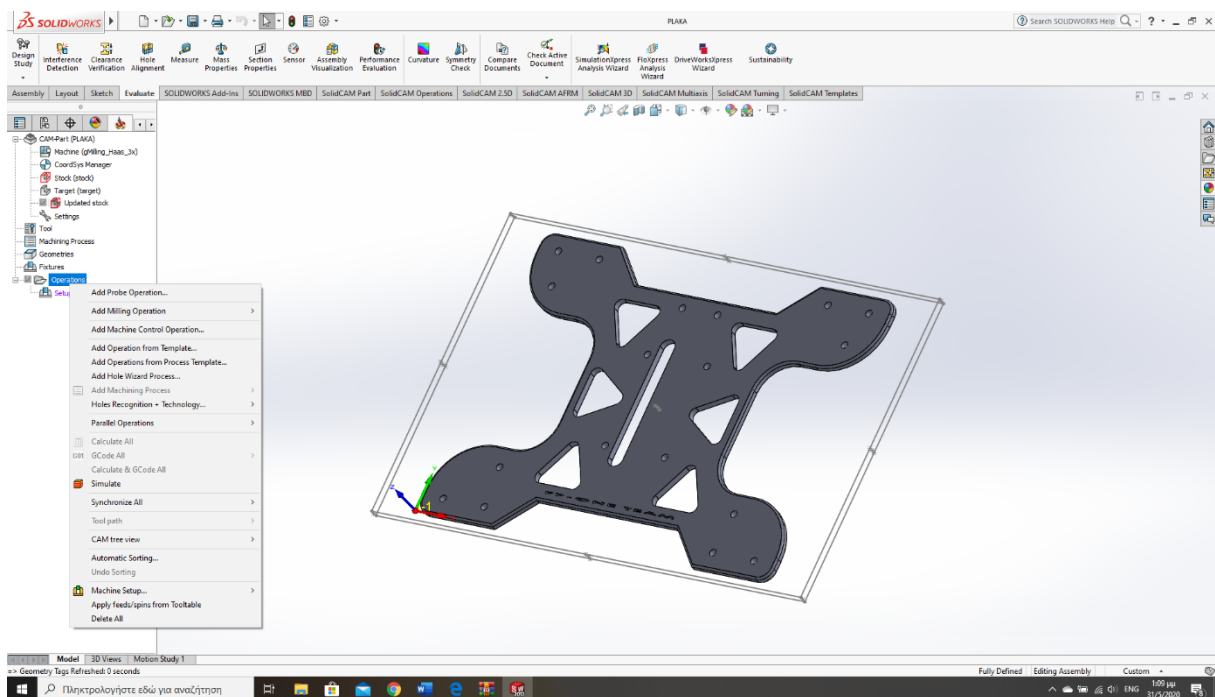 SOLIDWORKS
PLAKA
Search SOLIDWORKS Help
Design Study
Interference Detection
Clearance Verification
Hole Alignment
Measure
Mass Properties
Section Properties
Sensor
Assembly Visualization
Performance Evaluation
Curvature
Symmetry Check
Compare Documents
Check Active Document
SimulationXpress Analysis Wizard
FloXpress Analysis Wizard
DriveWorksXpress Wizard
Sustainability
Assembly Layout Sketch Evaluate SOLIDWORKS Add-Ins SOLIDWORKS MBD SolidCAM Part SolidCAM Operations SolidCAM 2.5D SolidCAM AFRM SolidCAM 3D SolidCAM Multiaxis SolidCAM Turning SolidCAM Templates
CAM-Part (PLAKA)
Machine (gMilling_Haas_3x)
CoordSys Manager
Stock (stock)
Target (target)
Updated stock
Settings
Tool
Machining Process
Geometries
Fixtures
Operations
Setup
Add Probe Operation...
Add Milling Operation
Add Machine Control Operation...
Add Operation from Template...
Add Operations from Process Template...
Add Hole Wizard Process...
Add Machining Process
Holes Recognition + Technology...
Parallel Operations
Calculate All
G01 GCode All
Calculate & GCode All
Simulate
Synchronize All
Tool path
CAM tree view
Automatic Sorting...
Undo Sorting
Machine Setup...
Apply feeds/spins from Tooltable
Delete All
Model 3D Views Motion Study 1
=> Geometry Tags Refreshed: 0 seconds
Fully Defined Editing Assembly Custom
Πληκτρολογήστε εδώ για αναζήτηση
ENG
1:09 μμ
31/5/2020